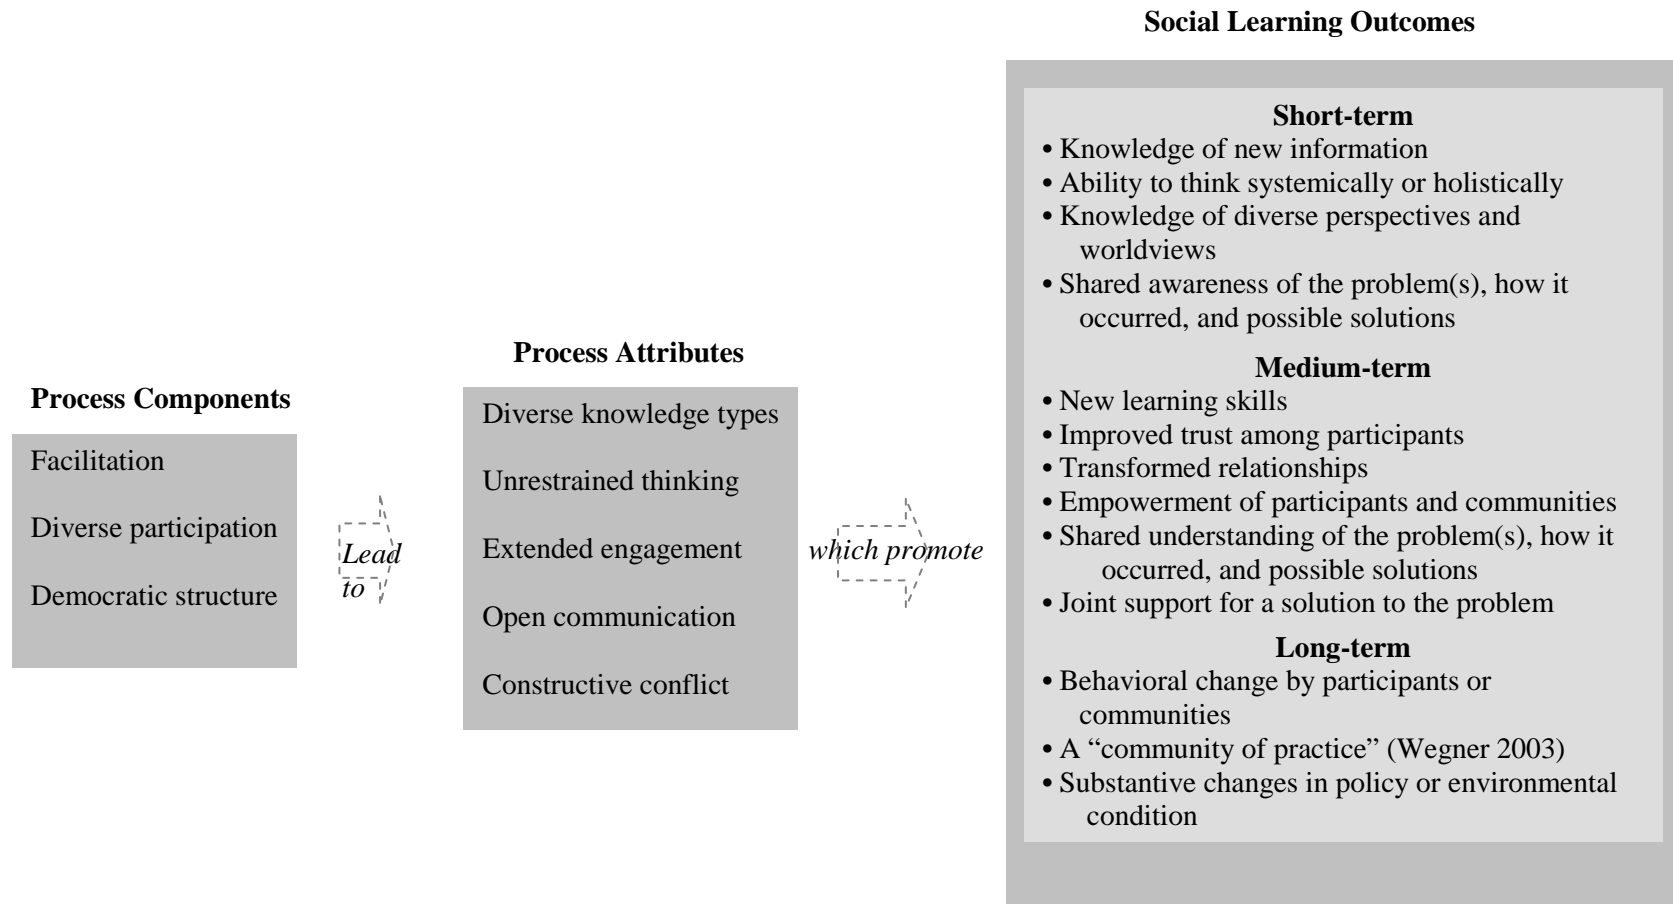 Social Learning Outcomes
Short-term
• Knowledge of new information
• Ability to think systemically or holistically
• Knowledge of diverse perspectives and
worldviews
• Shared awareness of the problem(s), how it
occurred, and possible solutions
Medium-term
• New learning skills
• Improved trust among participants
• Transformed relationships
• Empowerment of participants and communities
• Shared understanding of the problem(s), how it
occurred, and possible solutions
• Joint support for a solution to the problem
Long-term
• Behavioral change by participants or
communities
• A “community of practice” (Wegner 2003)
• Substantive changes in policy or environmental
condition
Process Attributes
Diverse knowledge types
Unrestrained thinking
Extended engagement
Open communication
Constructive conflict
Process Components
Facilitation
Diverse participation
Democratic structure
Lead
to
which promote